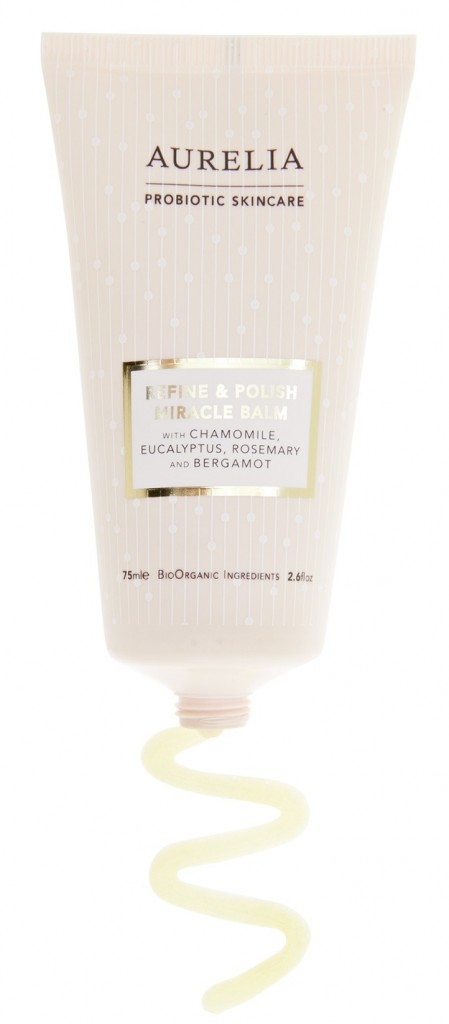 AURELIA
PROBIOTIC SKINCARE
REFINE & POLISH
MIRACLE BALM
WITH CHAMOMILE,
EUCALYPTUS, ROSEMARY
AND BERGAMOT
75mle BIOORGANIC INGREDIENTS 2.6floz